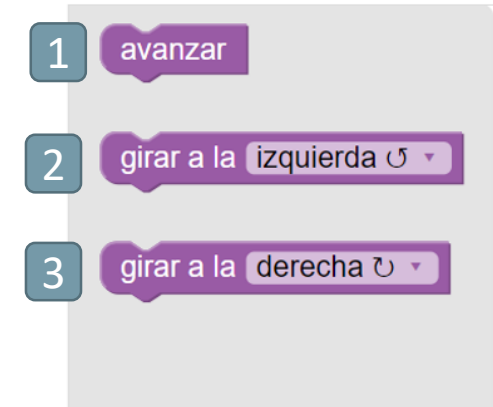 1 avanzar
2 girar a la izquierda ↺
3 girar a la derecha ↻